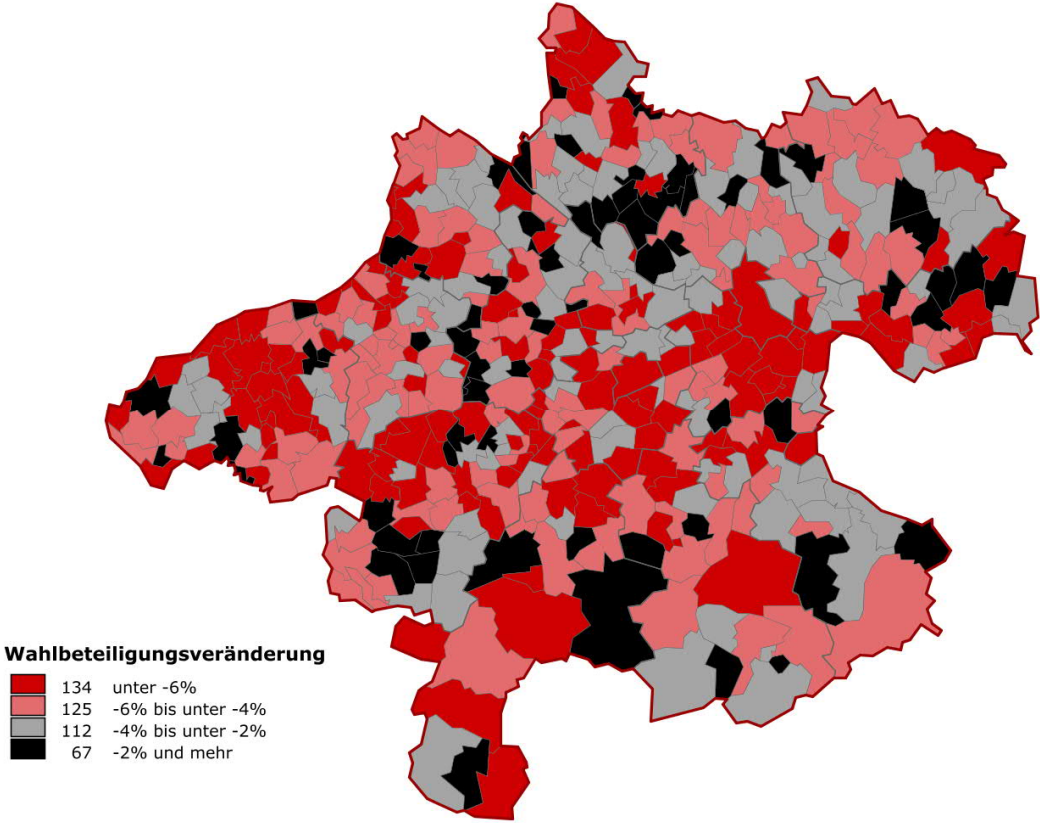 Wahlbeteiligungsveränderung
134 unter -6%
125 -6% bis unter -4%
112 -4% bis unter -2%
67 -2% und mehr